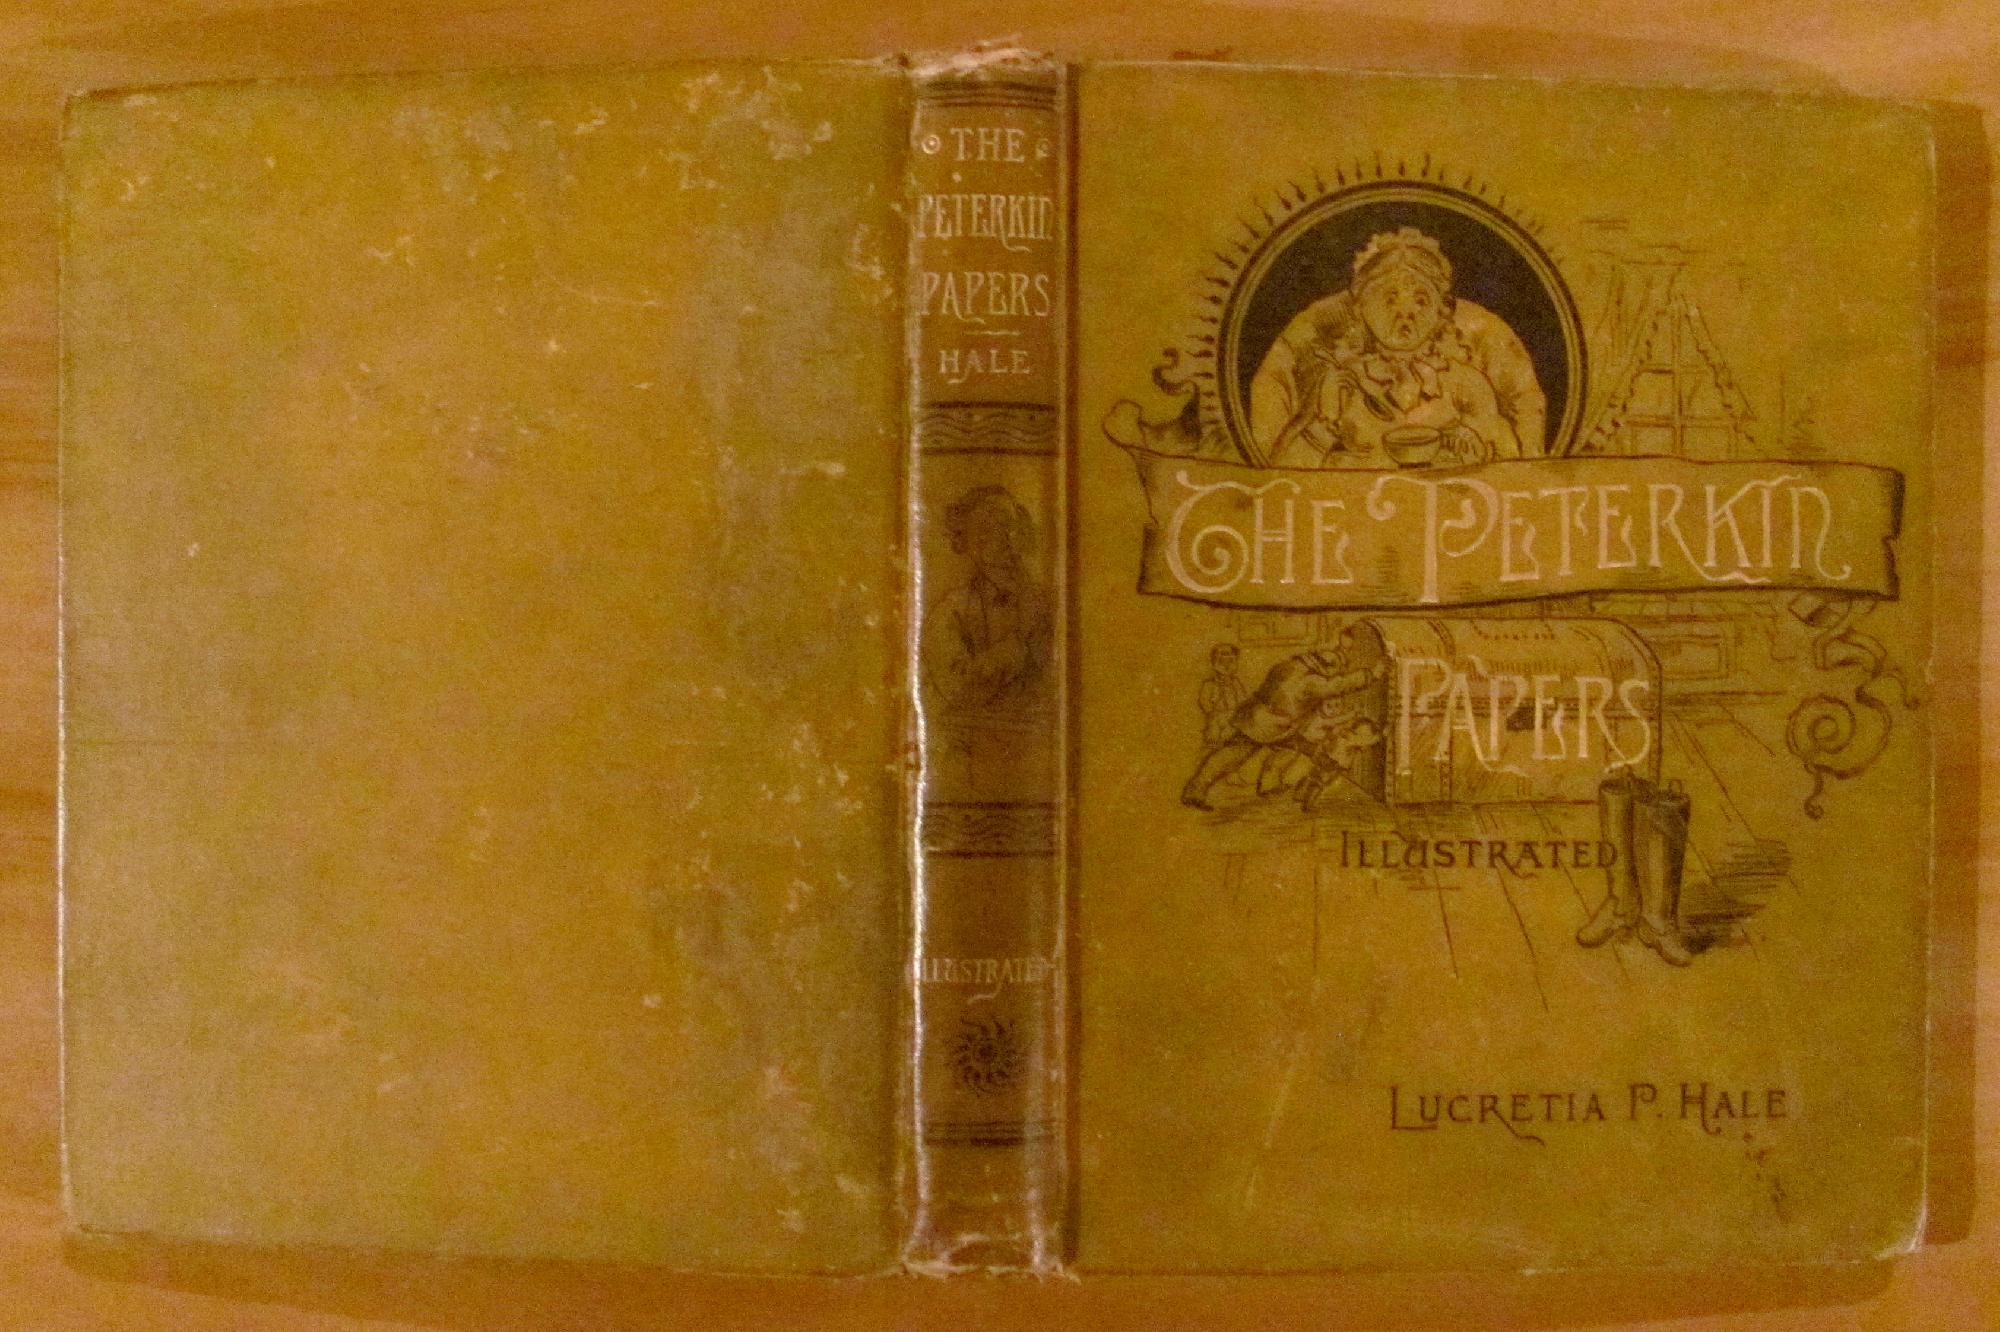 THE
PETERKIN
PAPERS
HALE
ILLUSTRATED
THE PETERKIN
PAPERS
ILLUSTRATED
LUCRETIA P. HALE